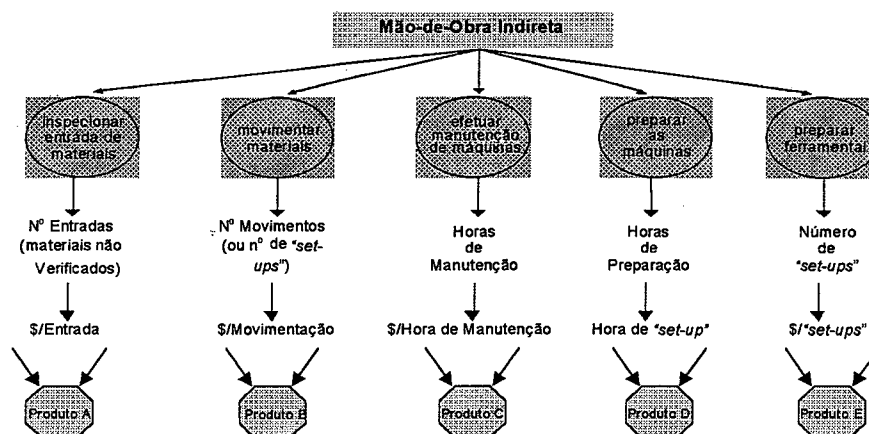 Mão-de-Obra Indireta
inspecionar
entrada de
materiais
movimentar
materiais
efetuar
manutenção
de máquinas
preparar
as
máquinas
preparar
ferramental
Nº Entradas
(materiais não
Verificados)
Nº Movimentos
(ou nº de "set-
ups")
Horas
de
Manutenção
Horas
de
Preparação
Número
de
"set-ups"
$/Entrada
$/Movimentação
$/Hora de Manutenção
Hora de "set-up"
$/"set-ups"
Produto A
Produto B
Produto C
Produto D
Produto E